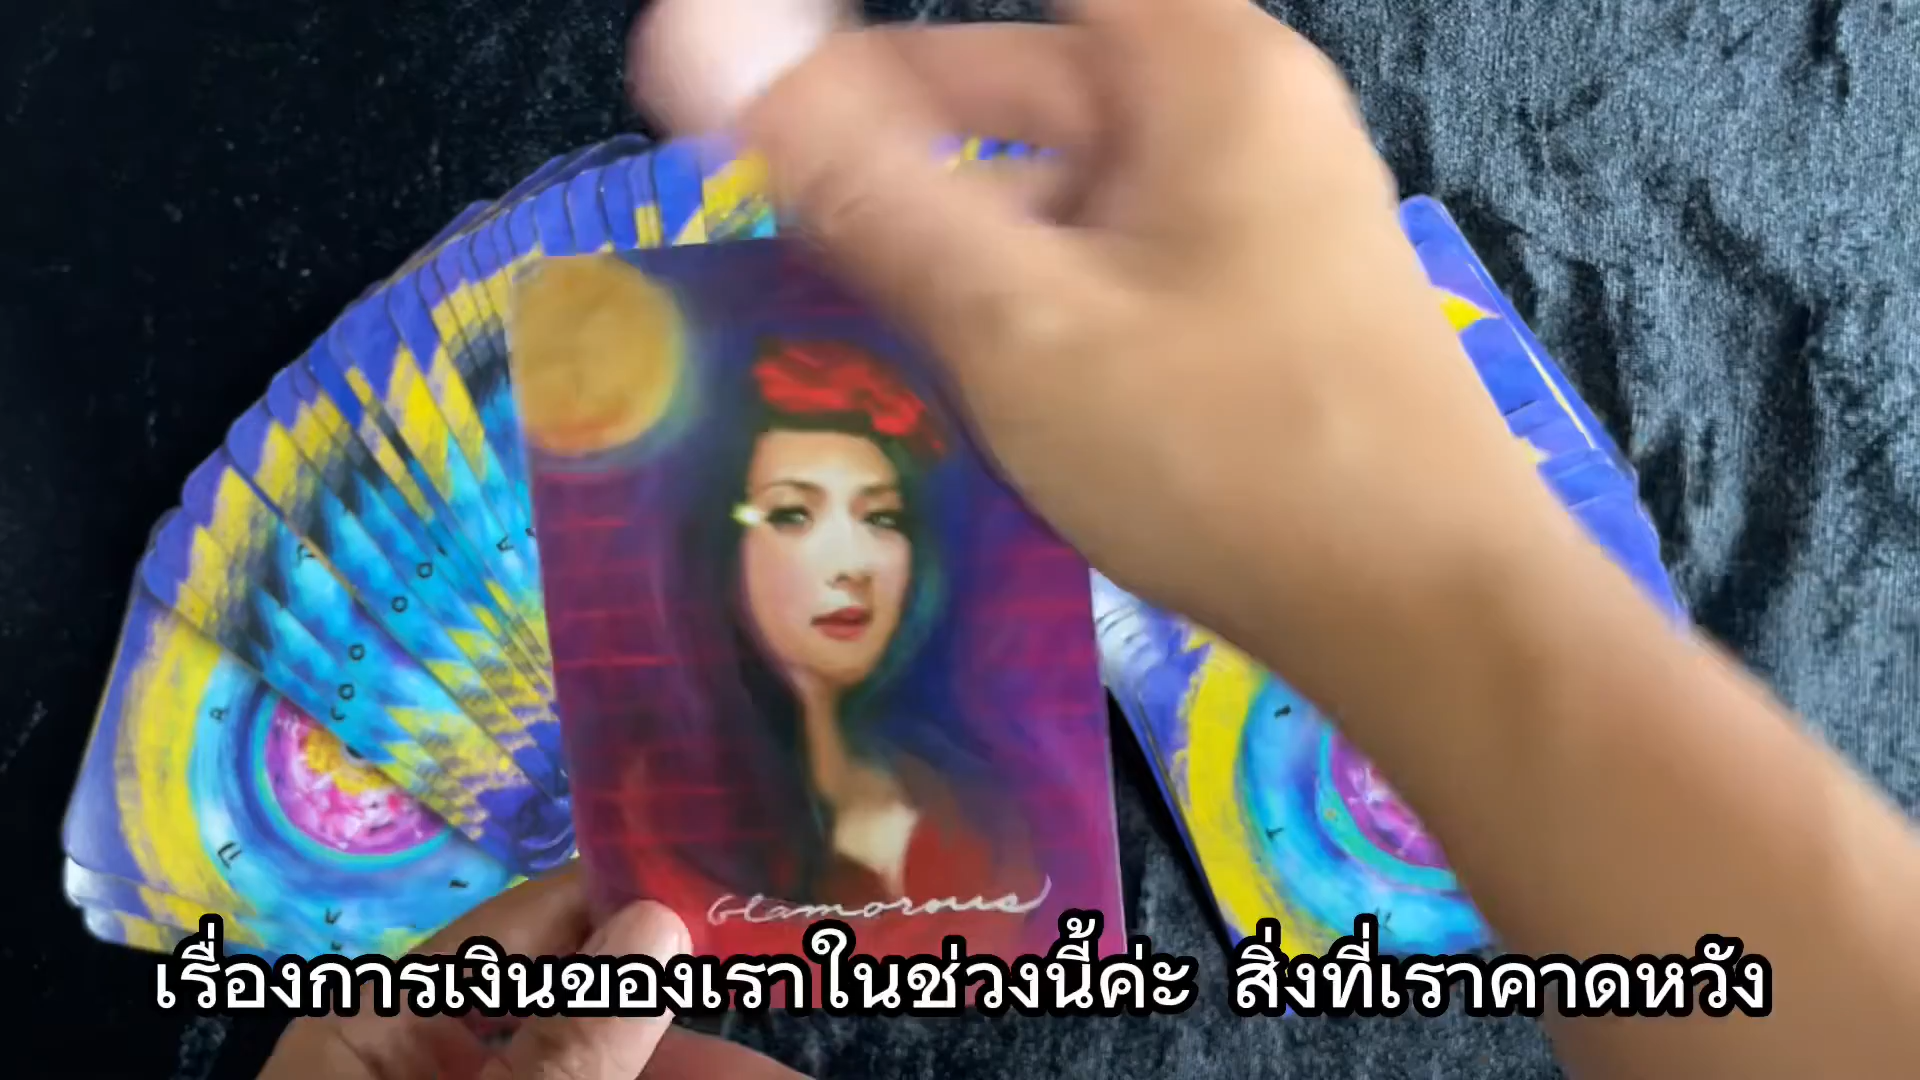 Glamorous
เรื่องการเงินของเราในช่วงนี้ค่ะ สิ่งที่เราคาดหวัง